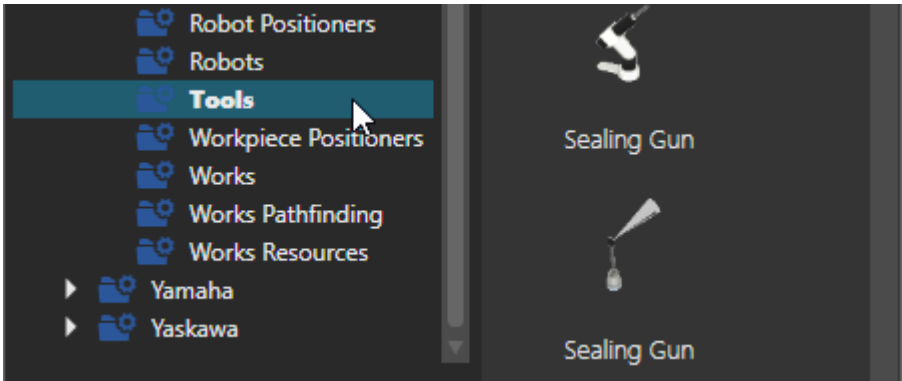 Robot Positioners
Robots
Tools
Workpiece Positioners
Works
Works Pathfinding
Works Resources
Yamaha
Yaskawa
Sealing Gun
Sealing Gun